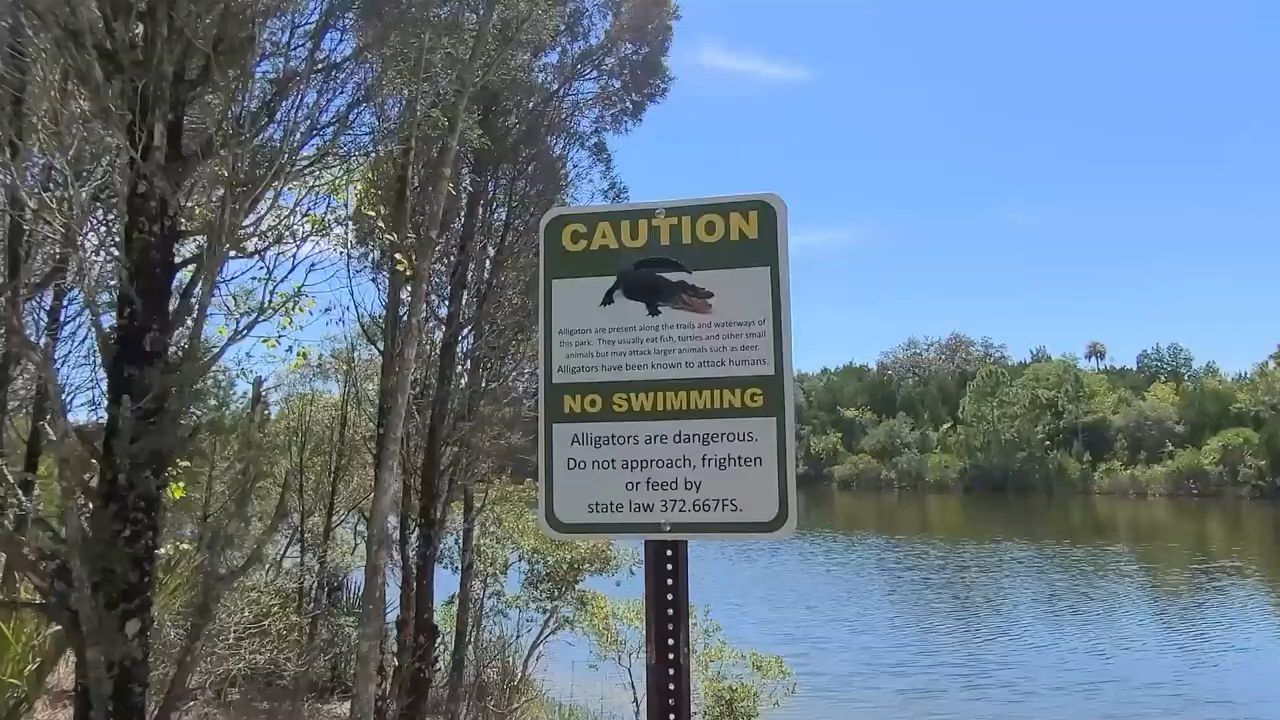 CAUTION
Alligators are present along the trails and waterways of
this park. They usually eat fish, turtles and other small
animals but may attack larger animals such as deer.
Alligators have been known to attack humans.
NO SWIMMING
Alligators are dangerous.
Do not approach, frighten
or feed by
state law 372.667FS.